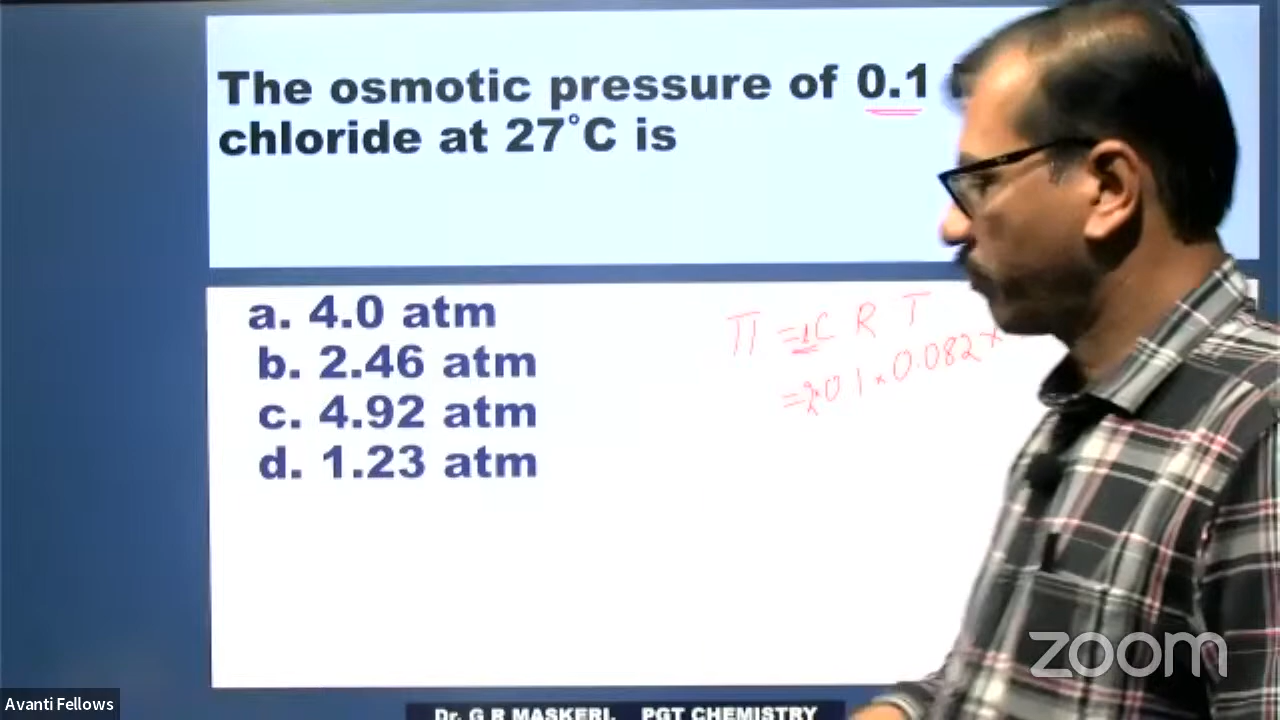 The osmotic pressure of 0.1
chloride at 27°C is
a. 4.0 atm
b. 2.46 atm
c. 4.92 atm
d. 1.23 atm
π = iC R T
= 2×0.1 × 0.082 ×
zoom
Avanti Fellows
Dr. G R MASKERI, PGT CHEMISTRY